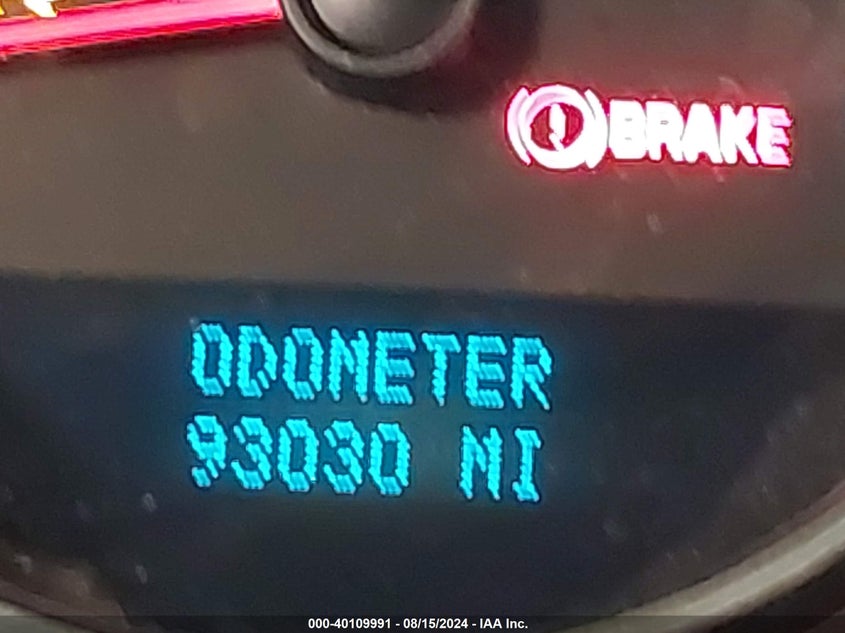 BRAKE
ODOMETER
93030 MI
000-40109991 - 08/15/2024 - IAA Inc.